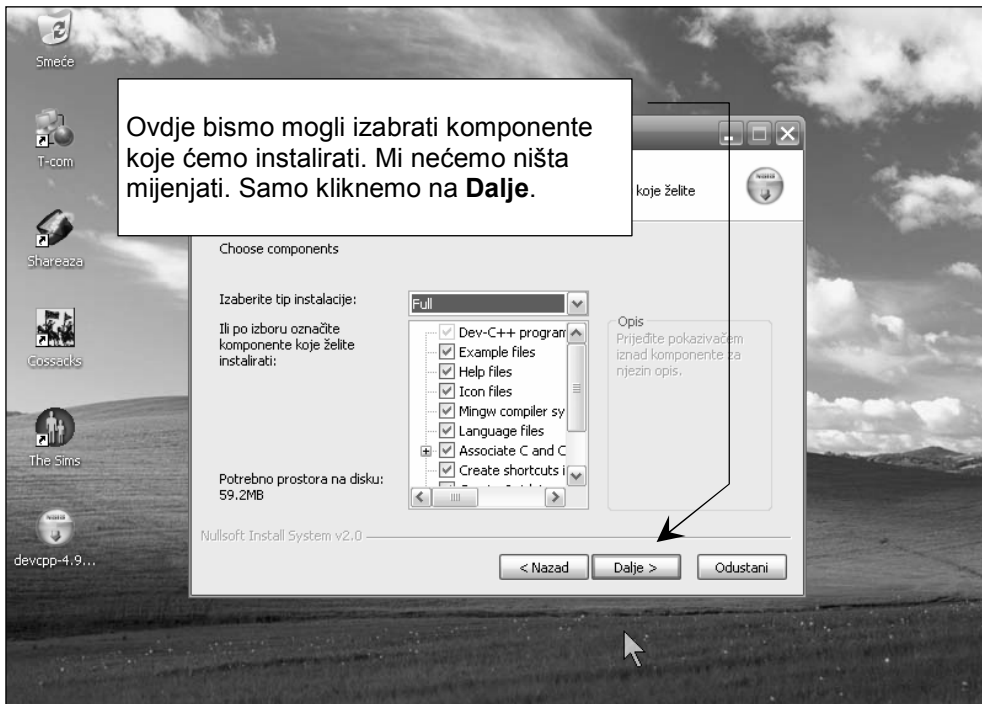 Smeće
T-com
Shareaza
Cossacks
The Sims
devcpp-4.9...
Ovdje bismo mogli izabrati komponente
koje ćemo instalirati. Mi nećemo ništa
mijenjati. Samo kliknemo na Dalje.
koje želite
Choose components
Izaberite tip instalacije:
Full
Ili po izboru označite
komponente koje želite
instalirati:
Dev-C++ program
Example files
Help files
Icon files
Mingw compiler sy
Language files
Associate C and C
Create shortcuts i
Opis
Prijeđite pokazivačem
iznad komponente za
njezin opis.
Potrebno prostora na disku:
59.2MB
Nullsoft Install System v2.0
< Nazad
Dalje >
Odustani